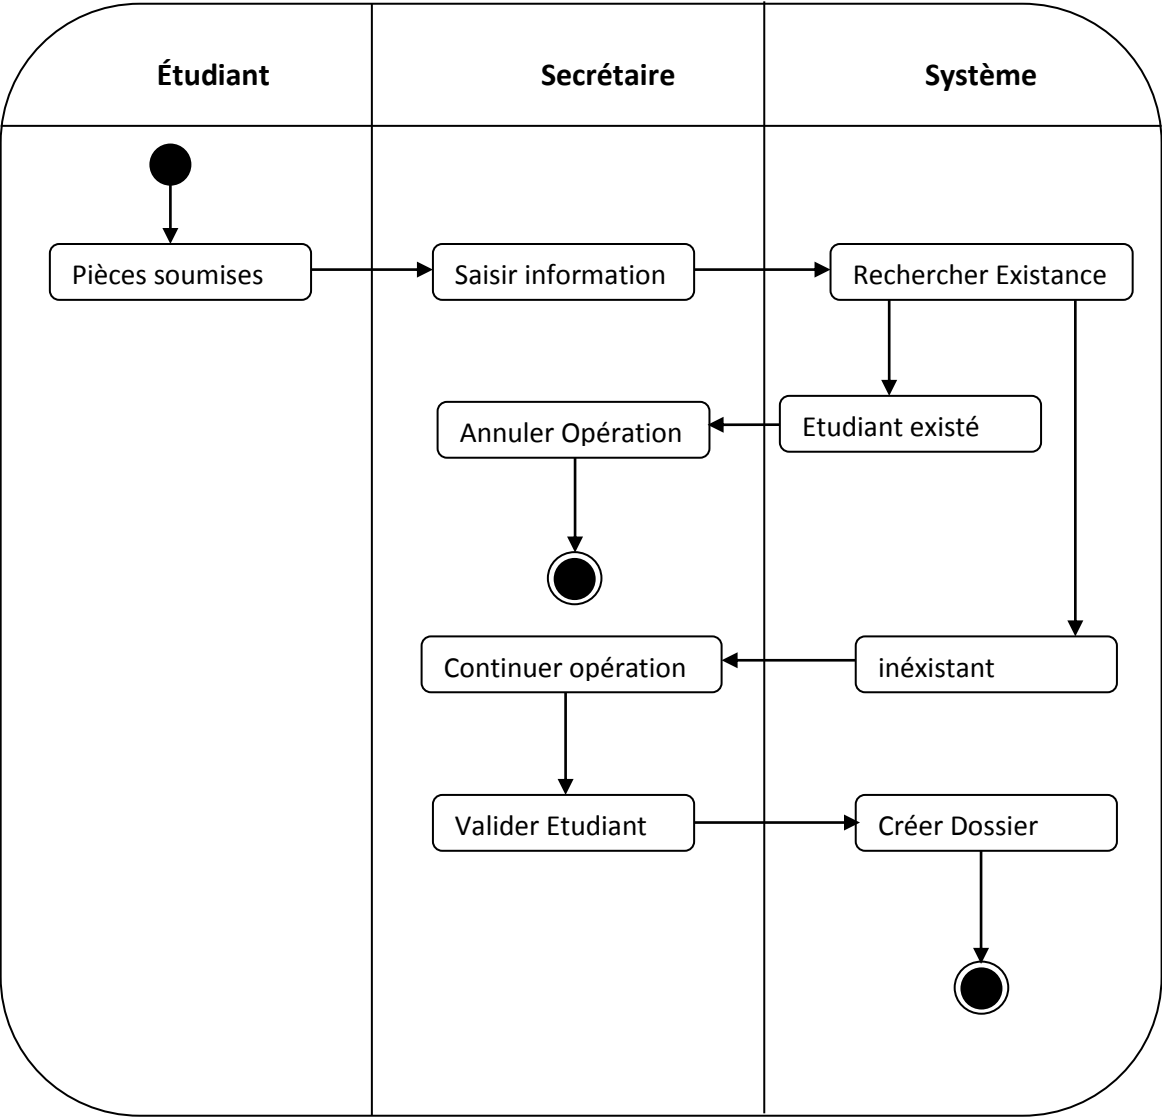 Étudiant
Secrétaire
Système
Pièces soumises
Saisir information
Rechercher Existance
Annuler Opération
Etudiant existé
Continuer opération
inéxistant
Valider Etudiant
Créer Dossier